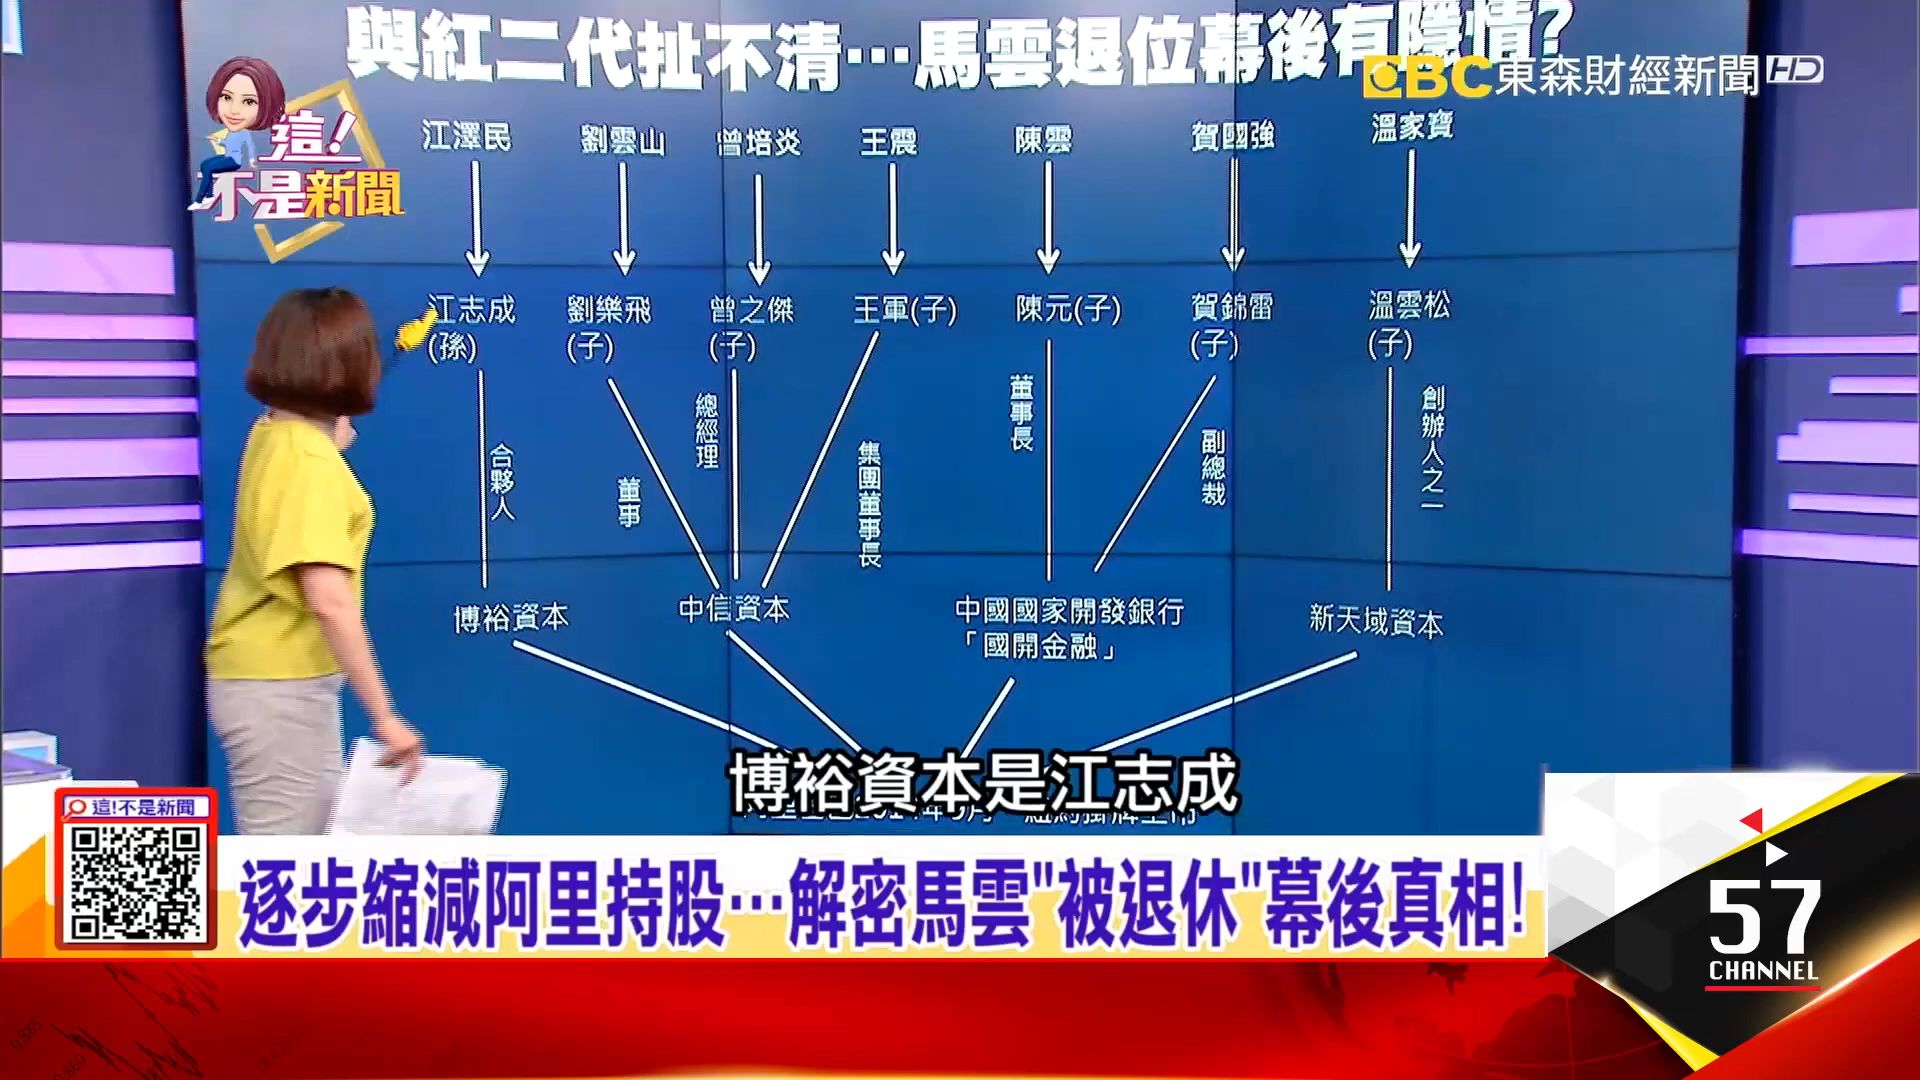 與紅二代扯不清…馬雲退位幕後有隱情?
EBC東森財經新聞HD
這!
不是新聞
江澤民 劉雲山 曾培炎 王震 陳雲 賀國強 溫家寶
江志成(孫) 劉樂飛(子) 曾之傑(子) 王軍(子) 陳元(子) 賀錦雷(子) 溫雲松(子)
合夥人
董事
總經理
集團董事長
董事長
副總裁
創辦人之一
博裕資本
中信資本
中國國家開發銀行
「國開金融」
新天域資本
博裕資本是江志成
這!不是新聞
逐步縮減阿里持股…解密馬雲"被退休"幕後真相!
57
CHANNEL